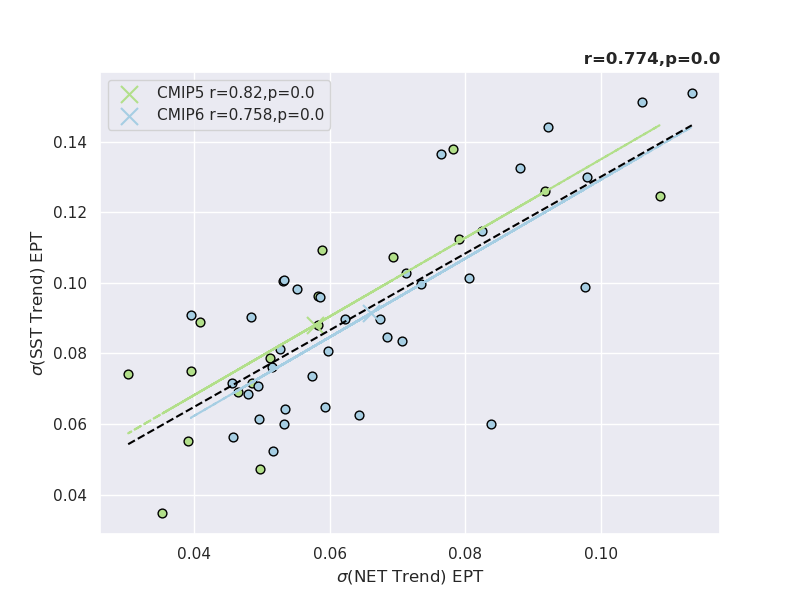 r=0.774,p=0.0
CMIP5 r=0.82,p=0.0
CMIP6 r=0.758,p=0.0
0.14
0.12
0.10
0.08
0.06
0.04
σ(SST Trend) EPT
0.04 0.06 0.08 0.10
σ(NET Trend) EPT